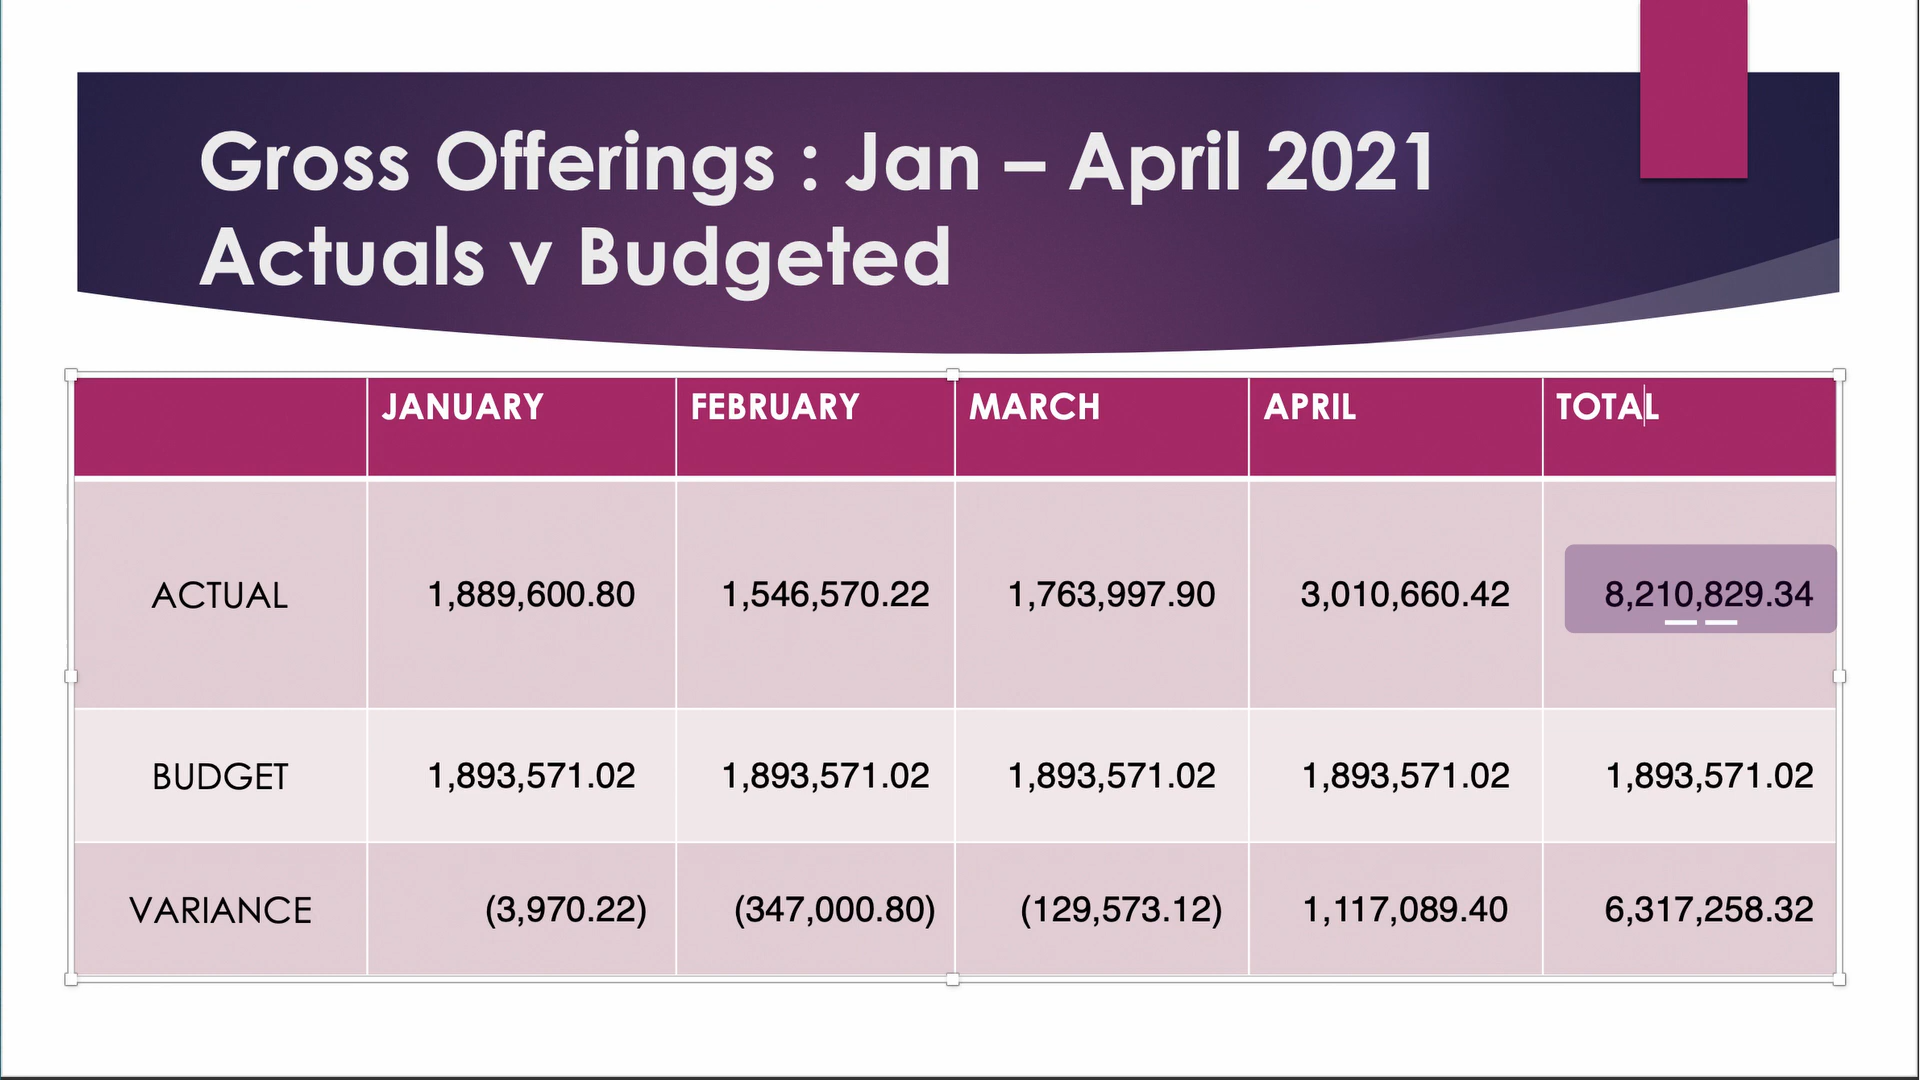 Gross Offerings : Jan – April 2021
Actuals v Budgeted
JANUARY FEBRUARY MARCH APRIL TOTAL
ACTUAL 1,889,600.80 1,546,570.22 1,763,997.90 3,010,660.42 8,210,829.34
BUDGET 1,893,571.02 1,893,571.02 1,893,571.02 1,893,571.02 1,893,571.02
VARIANCE (3,970.22) (347,000.80) (129,573.12) 1,117,089.40 6,317,258.32